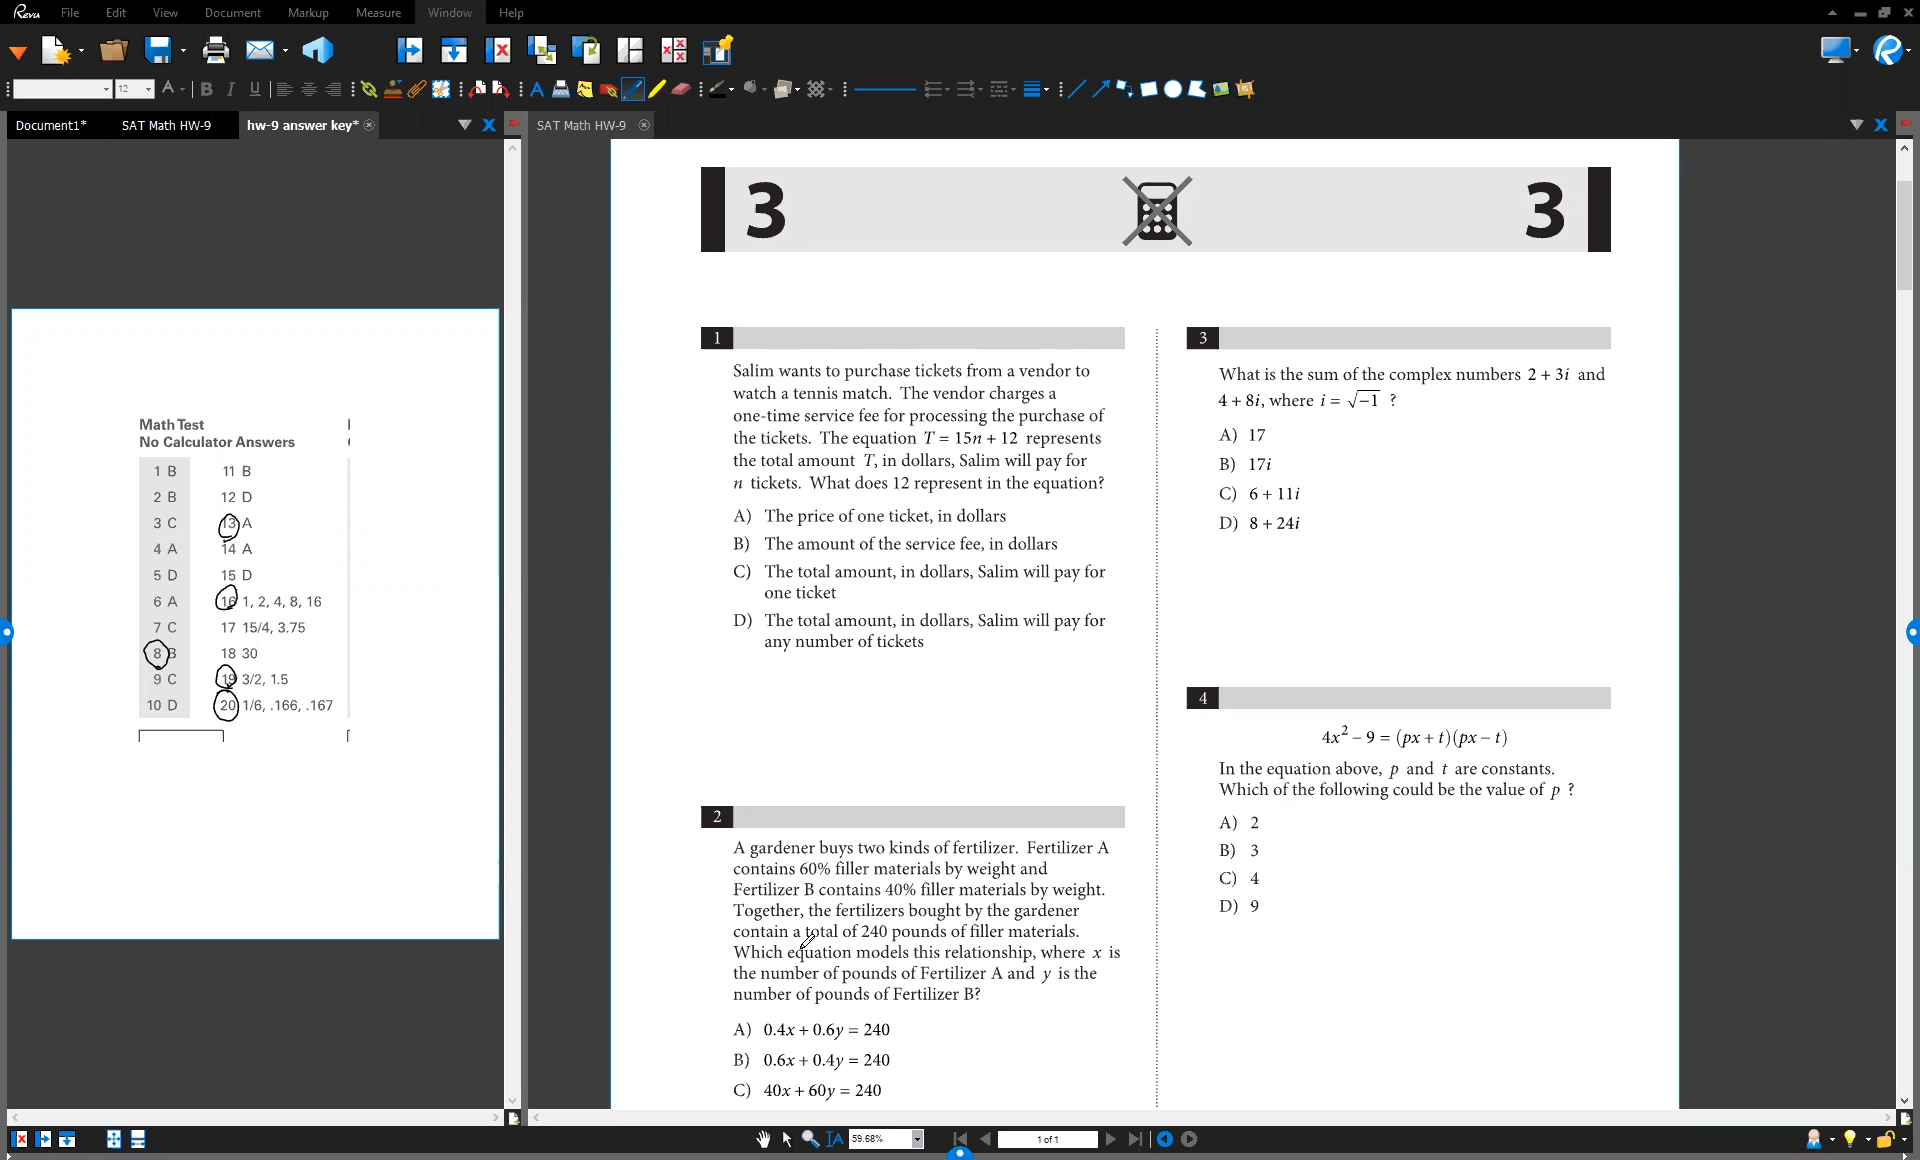 Revu File Edit View Document Markup Measure Window Help
12
Document1* SAT Math HW-9 hw-9 answer key*
SAT Math HW-9
Math Test
No Calculator Answers
1 B
2 B
3 C
4 A
5 D
6 A
7 C
8 B
9 C
10 D
11 B
12 D
13 A
14 A
15 D
16 1, 2, 4, 8, 16
17 15/4, 3.75
18 30
19 3/2, 1.5
20 1/6, .166, .167
3 3
1
Salim wants to purchase tickets from a vendor to
watch a tennis match. The vendor charges a
one-time service fee for processing the purchase of
the tickets. The equation T = 15n + 12 represents
the total amount T, in dollars, Salim will pay for
n tickets. What does 12 represent in the equation?
A) The price of one ticket, in dollars
B) The amount of the service fee, in dollars
C) The total amount, in dollars, Salim will pay for
one ticket
D) The total amount, in dollars, Salim will pay for
any number of tickets
2
A gardener buys two kinds of fertilizer. Fertilizer A
contains 60% filler materials by weight and
Fertilizer B contains 40% filler materials by weight.
Together, the fertilizers bought by the gardener
contain a total of 240 pounds of filler materials.
Which equation models this relationship, where x is
the number of pounds of Fertilizer A and y is the
number of pounds of Fertilizer B?
A) 0.4x + 0.6y = 240
B) 0.6x + 0.4y = 240
C) 40x + 60y = 240
3
What is the sum of the complex numbers 2 + 3i and
4 + 8i, where i = √−1 ?
A) 17
B) 17i
C) 6 + 11i
D) 8 + 24i
4
4x² − 9 = (px + t)(px − t)
In the equation above, p and t are constants.
Which of the following could be the value of p ?
A) 2
B) 3
C) 4
D) 9
59.68%
1 of 1